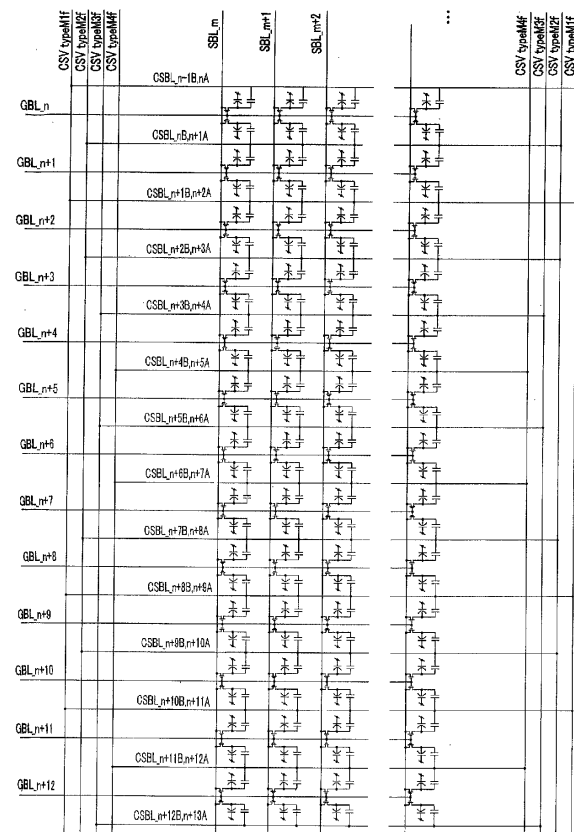 CSV typeM1f
CSV typeM2f
CSV typeM3f
CSV typeM4f
SBL_m
SBL_m+1
SBL_m+2
...
CSV typeM4f
CSV typeM3f
CSV typeM2f
CSV typeM1f
CSBL_n-1B,nA
GBL_n
CSBL_nB,n+1A
GBL_n+1
CSBL_n+1B,n+2A
GBL_n+2
CSBL_n+2B,n+3A
GBL_n+3
CSBL_n+3B,n+4A
GBL_n+4
CSBL_n+4B,n+5A
GBL_n+5
CSBL_n+5B,n+6A
GBL_n+6
CSBL_n+6B,n+7A
GBL_n+7
CSBL_n+7B,n+8A
GBL_n+8
CSBL_n+8B,n+9A
GBL_n+9
CSBL_n+9B,n+10A
GBL_n+10
CSBL_n+10B,n+11A
GBL_n+11
CSBL_n+11B,n+12A
GBL_n+12
CSBL_n+12B,n+13A